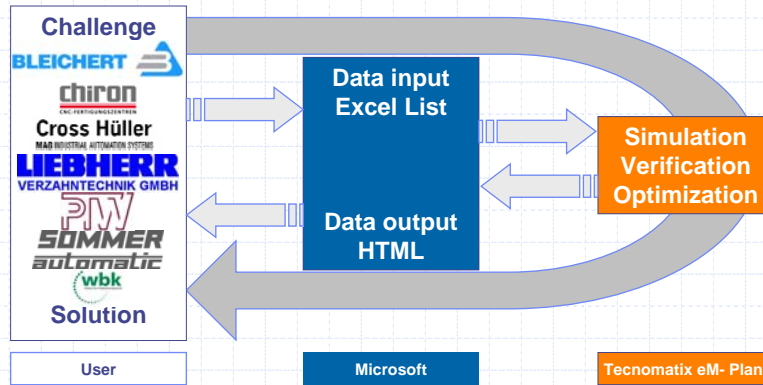 Challenge
BLEICHERT
chiron
CNC-FERTIGUNGSZENTREN
Cross Hüller
MAG INDUSTRIAL AUTOMATION SYSTEMS
LIEBHERR
VERZAHNTECHNIK GMBH
SOMMER
automatic
wbk
Solution
Data input
Excel List
Data output
HTML
Simulation
Verification
Optimization
User
Microsoft
Tecnomatix eM- Plan